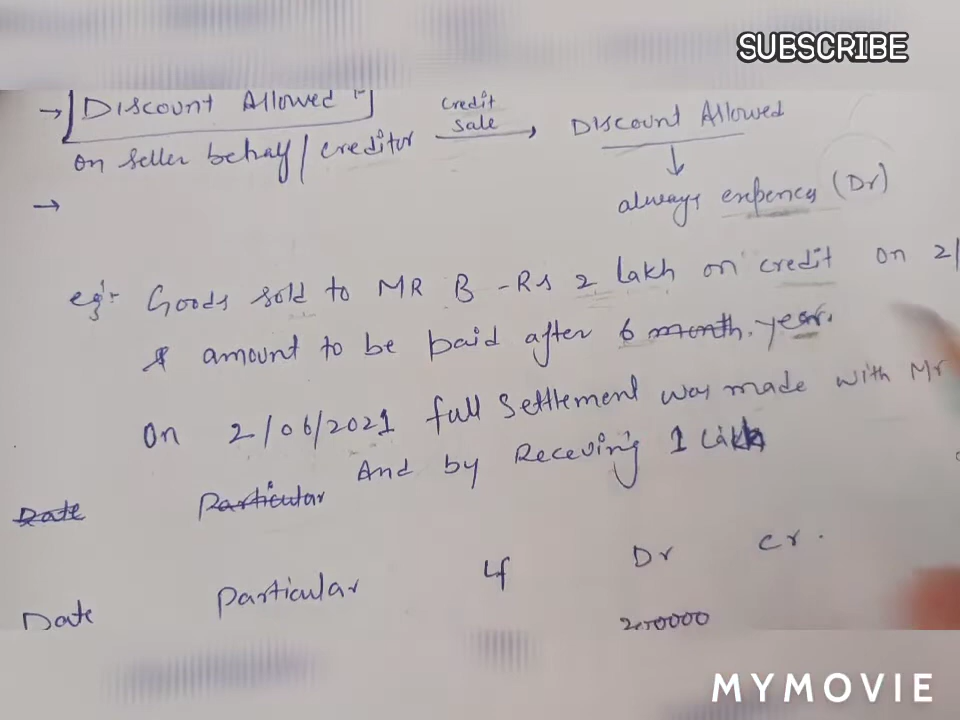 SUBSCRIBE
→ [Discount Allowed :-]
on seller behaf / creditor
credit sale →
Discount Allowed
↓
always expences (Dr)
→
eg:- Goods sold to MR B - Rs 2 lakh on credit on 2/
amount to be paid after 6 month. year.
On 2/06/2021 full settlement was made with Mr
And by Receving 1 Lakh
Date Particular
Date Particular Lf Dr Cr.
200000
MYMOVIE